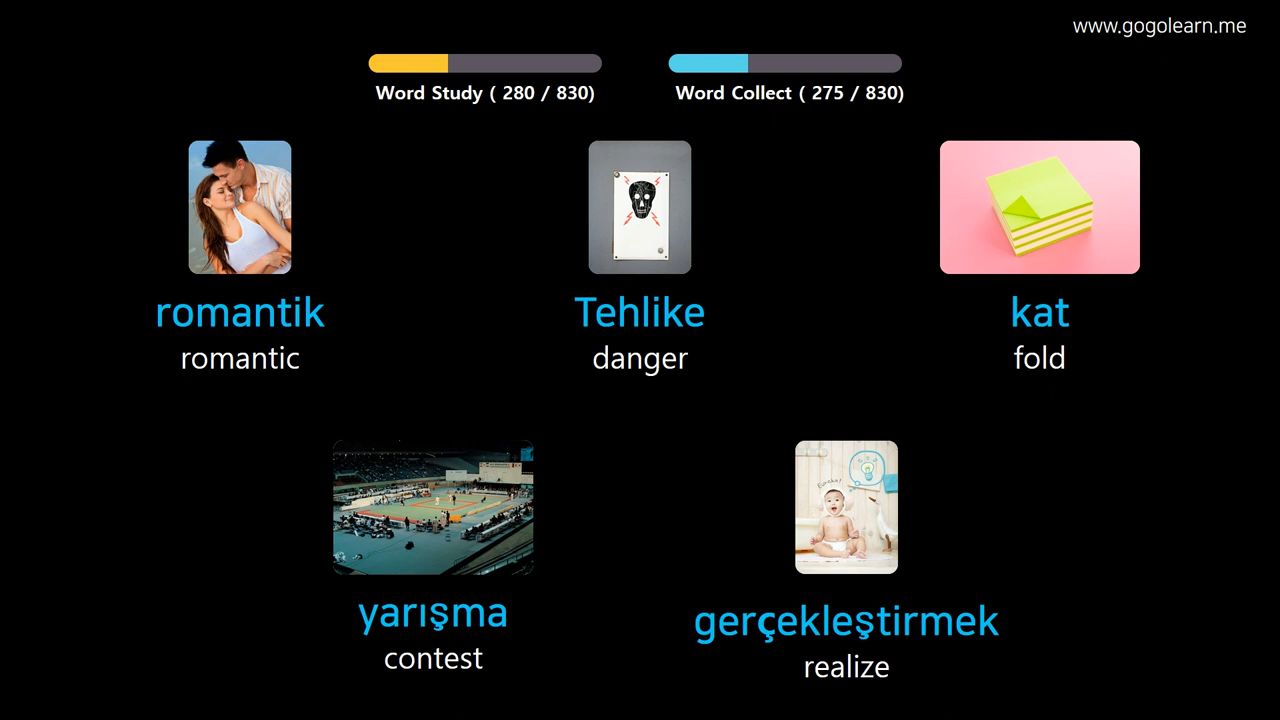 www.gogolearn.me
Word Study ( 280 / 830)
Word Collect ( 275 / 830)
romantik
romantic
Tehlike
danger
kat
fold
yarışma
contest
gerçekleştirmek
realize